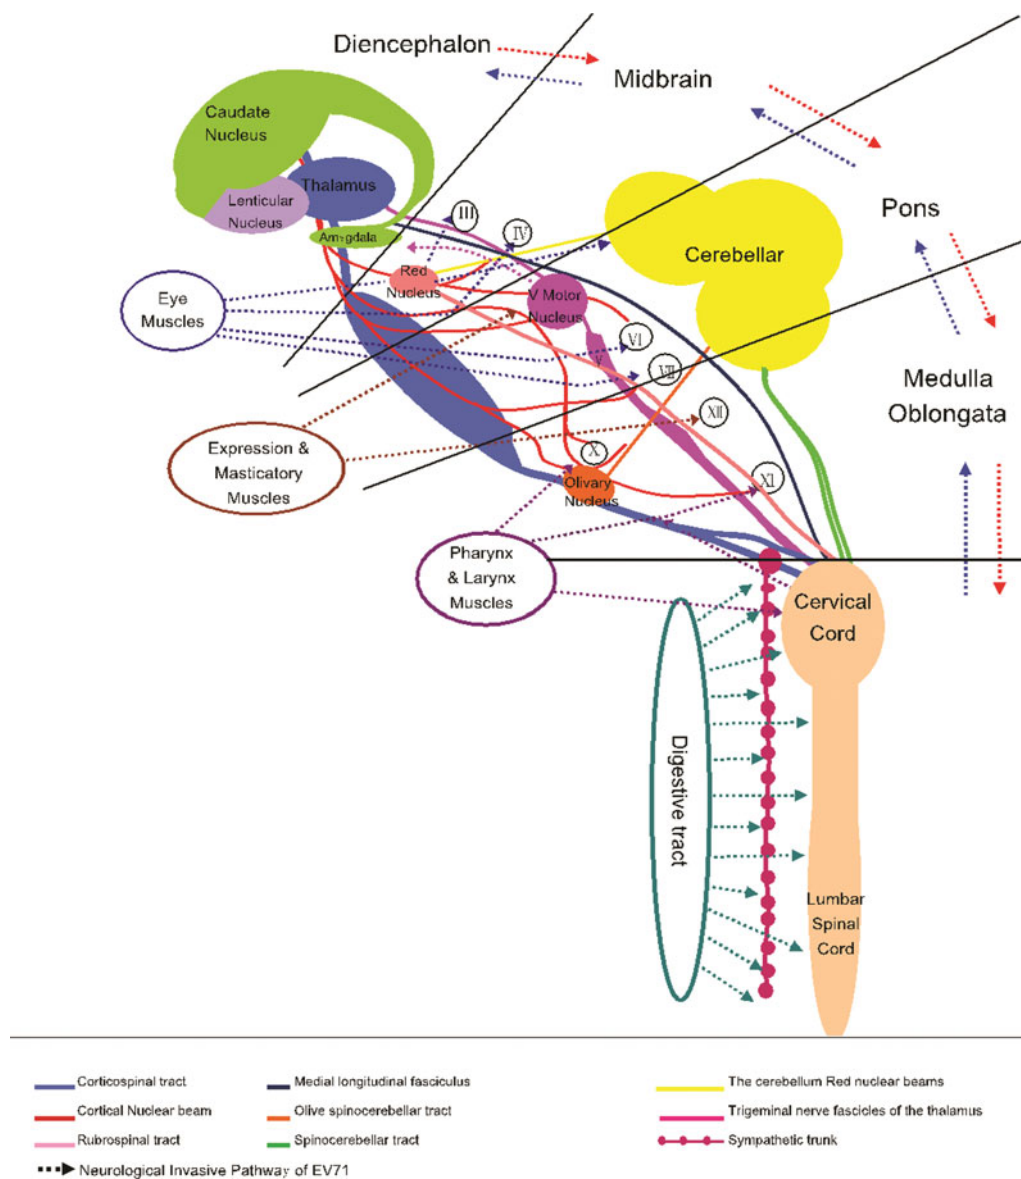 Diencephalon
Midbrain
Caudate
Nucleus
Thalamus
Lenticular
Nucleus
Amygdala
III
IV
Pons
Cerebellar
Red
Nucleus
V Motor
Nucleus
Eye
Muscles
VI
V
VII
Medulla
Oblongata
XII
Expression &
Masticatory
Muscles
X
XI
Olivary
Nucleus
Pharynx
& Larynx
Muscles
Cervical
Cord
Digestive tract
Lumbar
Spinal
Cord
Corticospinal tract
Medial longitudinal fasciculus
The cerebellum Red nuclear beams
Cortical Nuclear beam
Olive spinocerebellar tract
Trigeminal nerve fascicles of the thalamus
Rubrospinal tract
Spinocerebellar tract
Sympathetic trunk
Neurological Invasive Pathway of EV71